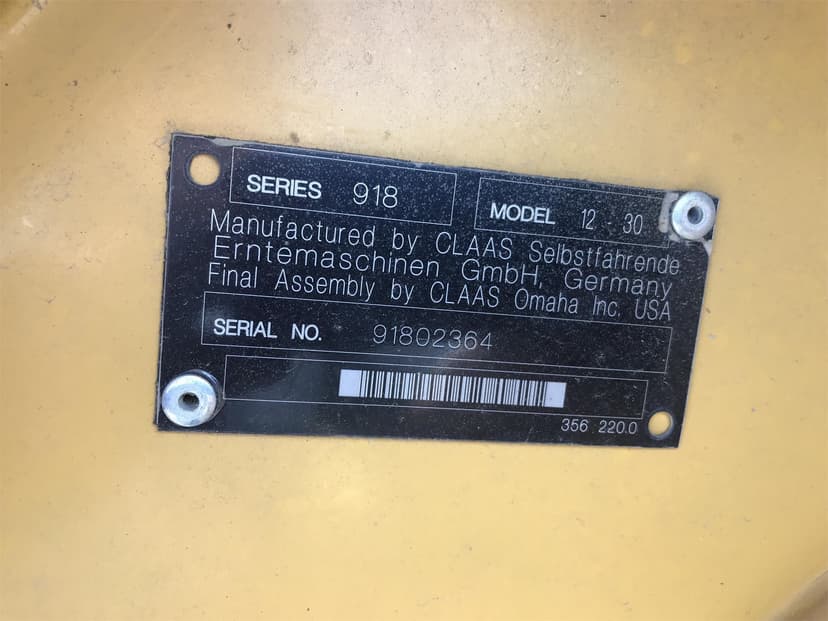 SERIES 918
MODEL 12 - 30
Manufactured by CLAAS Selbstfahrende
Erntemaschinen GmbH, Germany
Final Assembly by CLAAS Omaha Inc. USA
SERIAL NO. 91802364
356 220.0